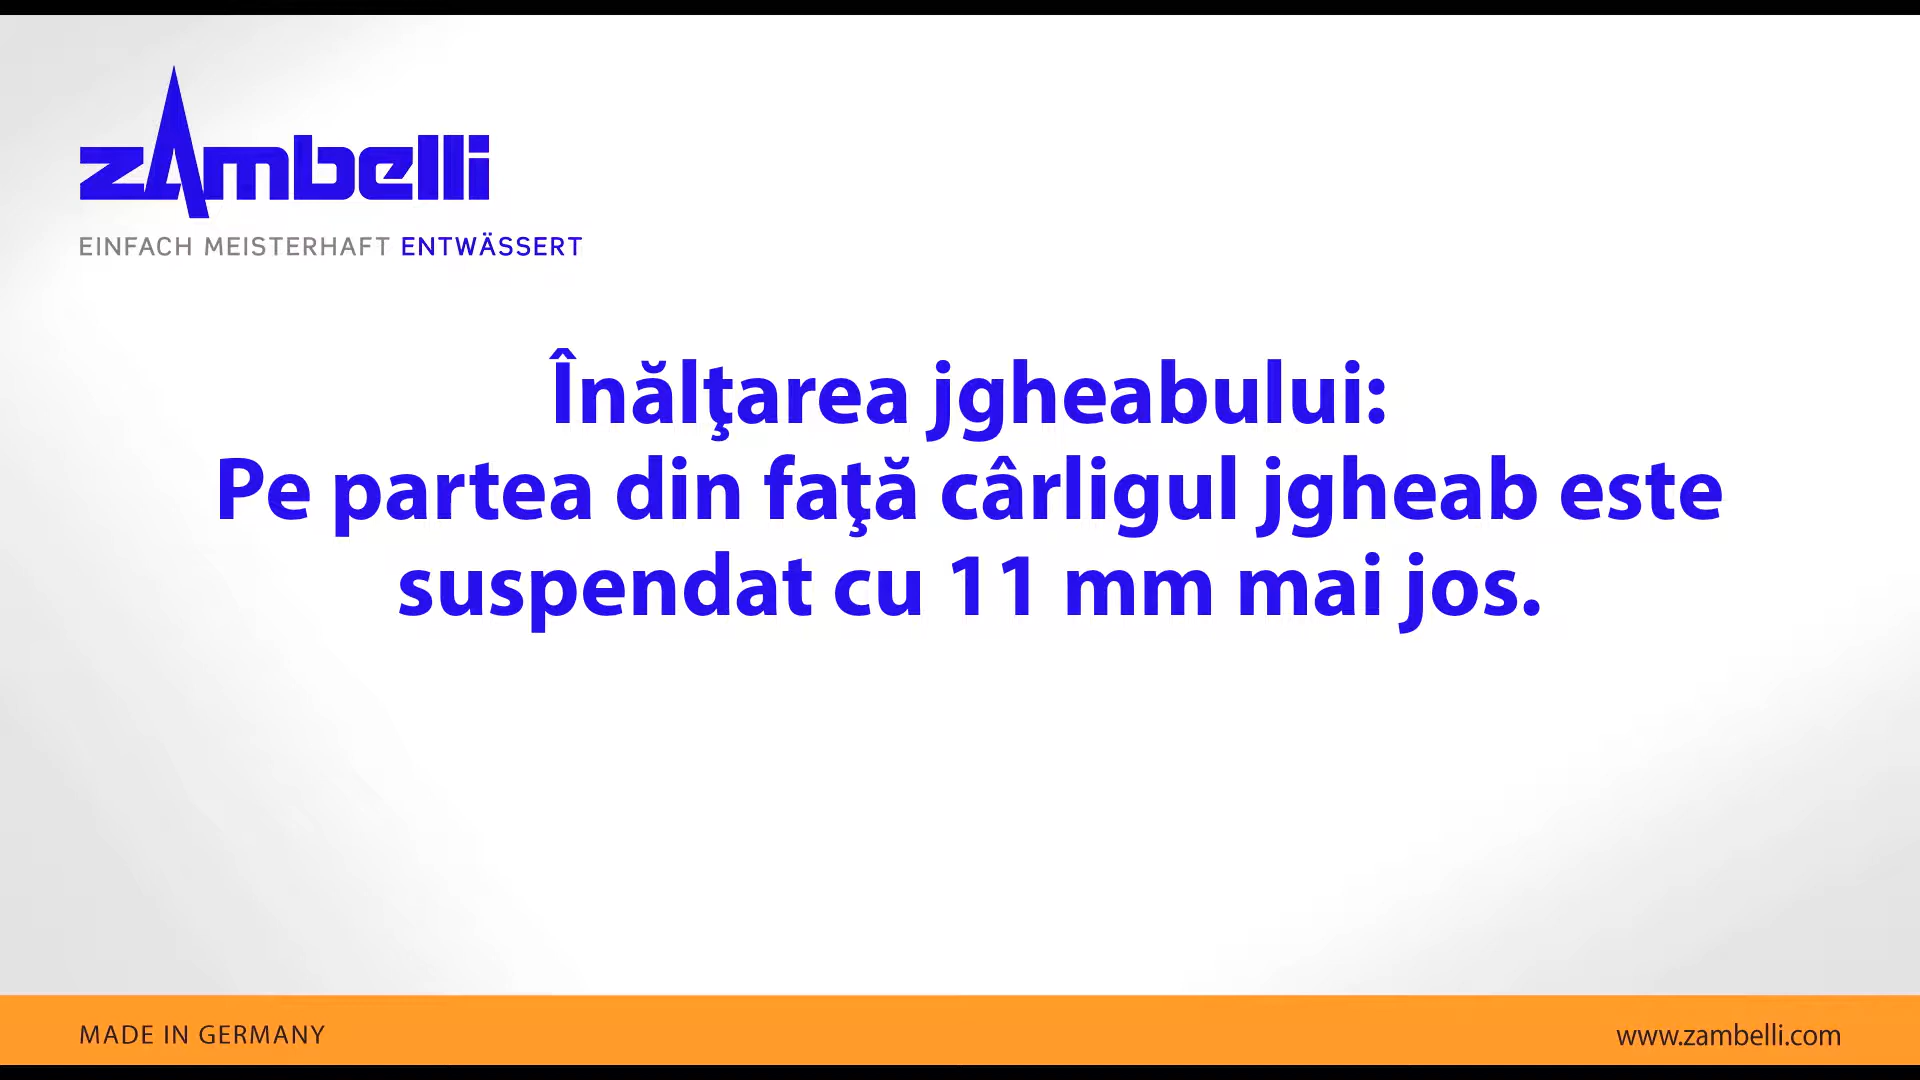 zambelli
EINFACH MEISTERHAFT ENTWÄSSERT
Înălţarea jgheabului:
Pe partea din faţă cârligul jgheab este
suspendat cu 11 mm mai jos.
MADE IN GERMANY
www.zambelli.com